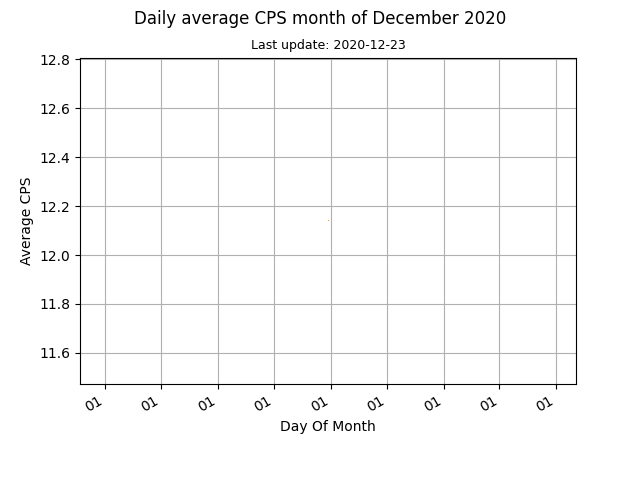 Daily average CPS month of December 2020
Last update: 2020-12-23
12.8
12.6
12.4
12.2
12.0
11.8
11.6
Average CPS
01 01 01 01 01 01 01 01 01
Day Of Month